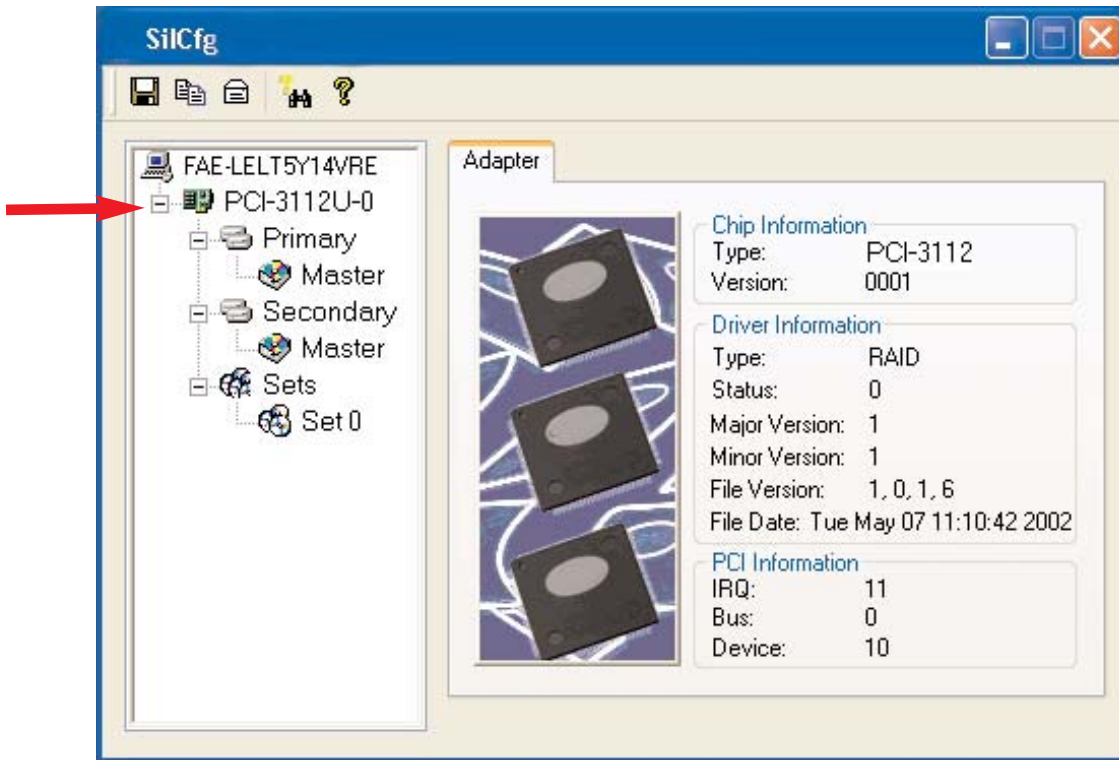 SilCfg
FAE-LELT5Y14VRE
PCI-3112U-0
Primary
Master
Secondary
Master
Sets
Set 0
Adapter
Chip Information
Type: PCI-3112
Version: 0001
Driver Information
Type: RAID
Status: 0
Major Version: 1
Minor Version: 1
File Version: 1, 0, 1, 6
File Date: Tue May 07 11:10:42 2002
PCI Information
IRQ: 11
Bus: 0
Device: 10